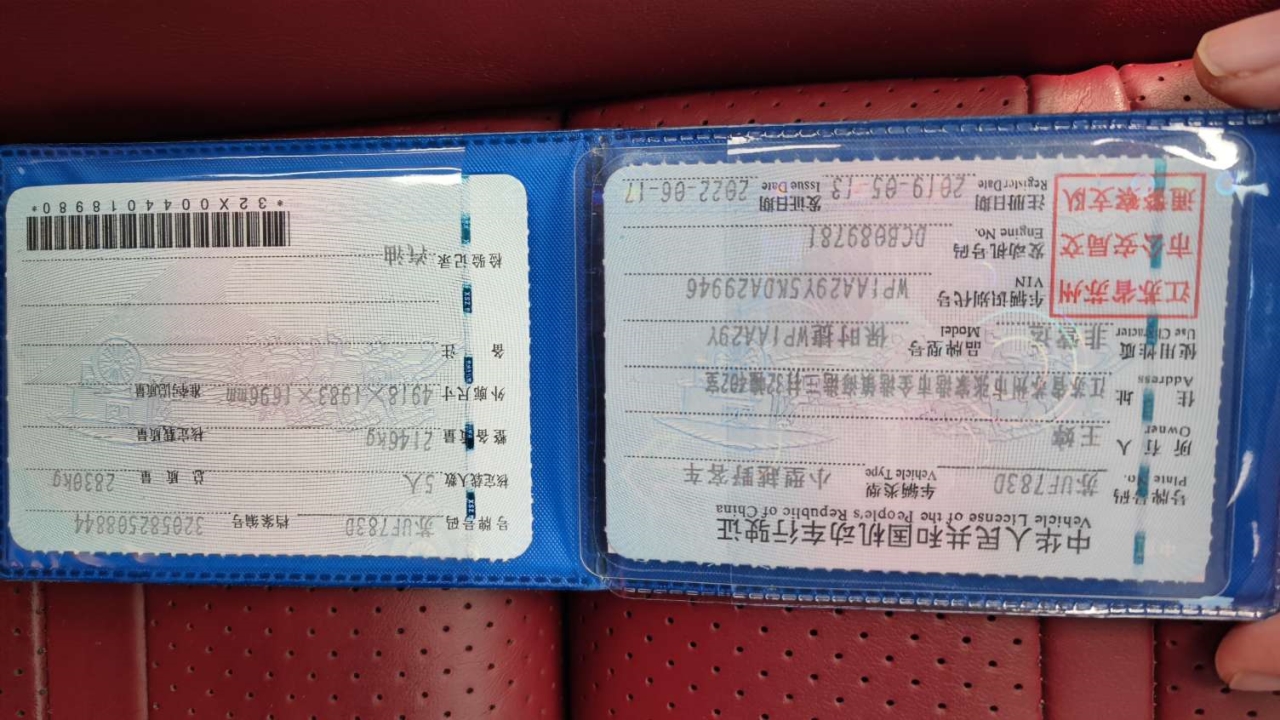 中华人民共和国机动车行驶证
Vehicle License of the People's Republic of China
号牌号码 Plate No. 苏UF783D 车辆类型 Vehicle Type 小型越野客车
所有人 Owner 王
住址 Address 江苏省苏州市张家港市金港镇 32幢402室
使用性质 Use Character 非营运 品牌型号 Model 保时捷WP1AA29Y
江苏省苏州
市公安局交
通警察支队
车辆识别代号 VIN WP1AA29Y5KDA29946
发动机号码 Engine No. DCB089781
注册日期 Register Date 2019-05-13 发证日期 Issue Date 2022-06-17
号牌号码 苏UF783D 档案编号 320582508844
核定载人数 5人 总质量 2830kg
整备质量 2146kg 核定载质量
外廓尺寸 4918×1983×1696mm 准牵引总质量
备注
检验记录 汽油
*32X0044018980*